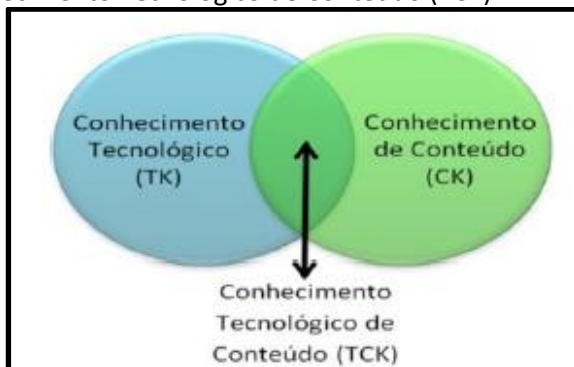 Conhecimento
Tecnológico
(TK)
Conhecimento
de Conteúdo
(CK)
Conhecimento
Tecnológico de
Conteúdo (TCK)